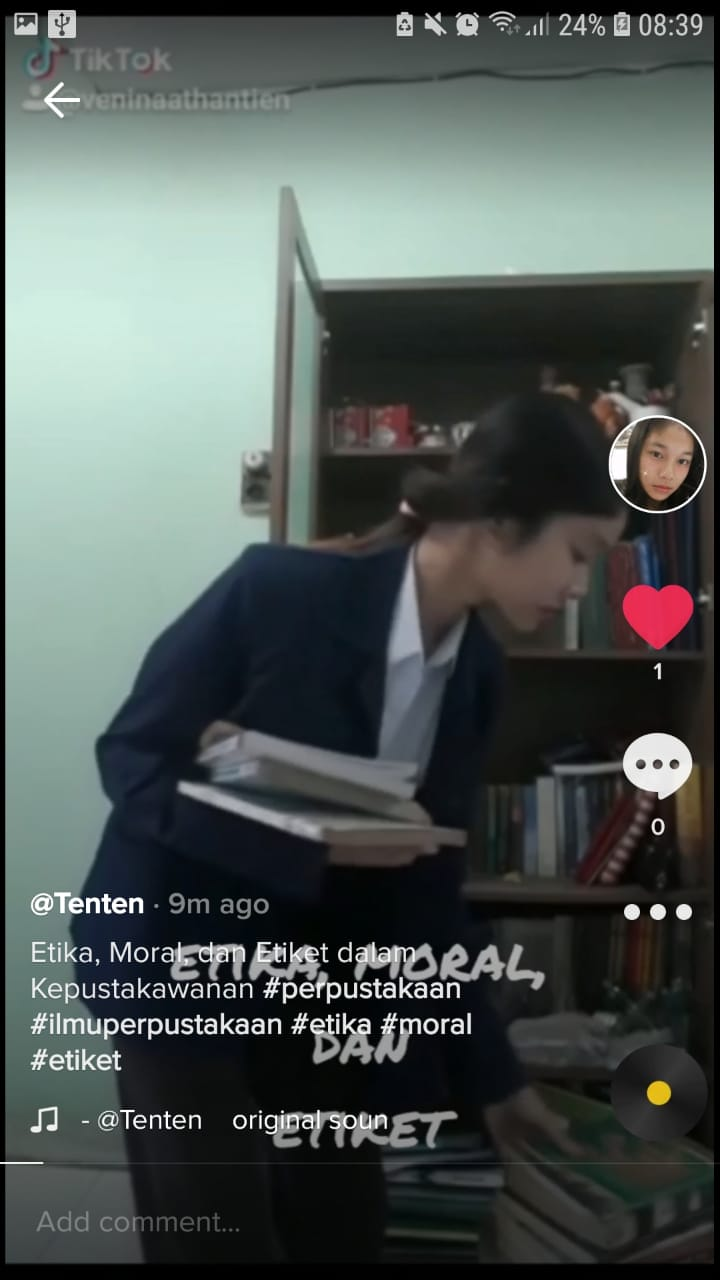 24% 08:39
TikTok
@veninaathantien
1
0
@Tenten · 9m ago
Etika, Moral, dan Etiket dalam
Kepustakawanan #perpustakaan
#ilmuperpustakaan #etika #moral
#etiket
ETIKA, MORAL,
DAN
ETIKET
- @Tenten original soun
Add comment...